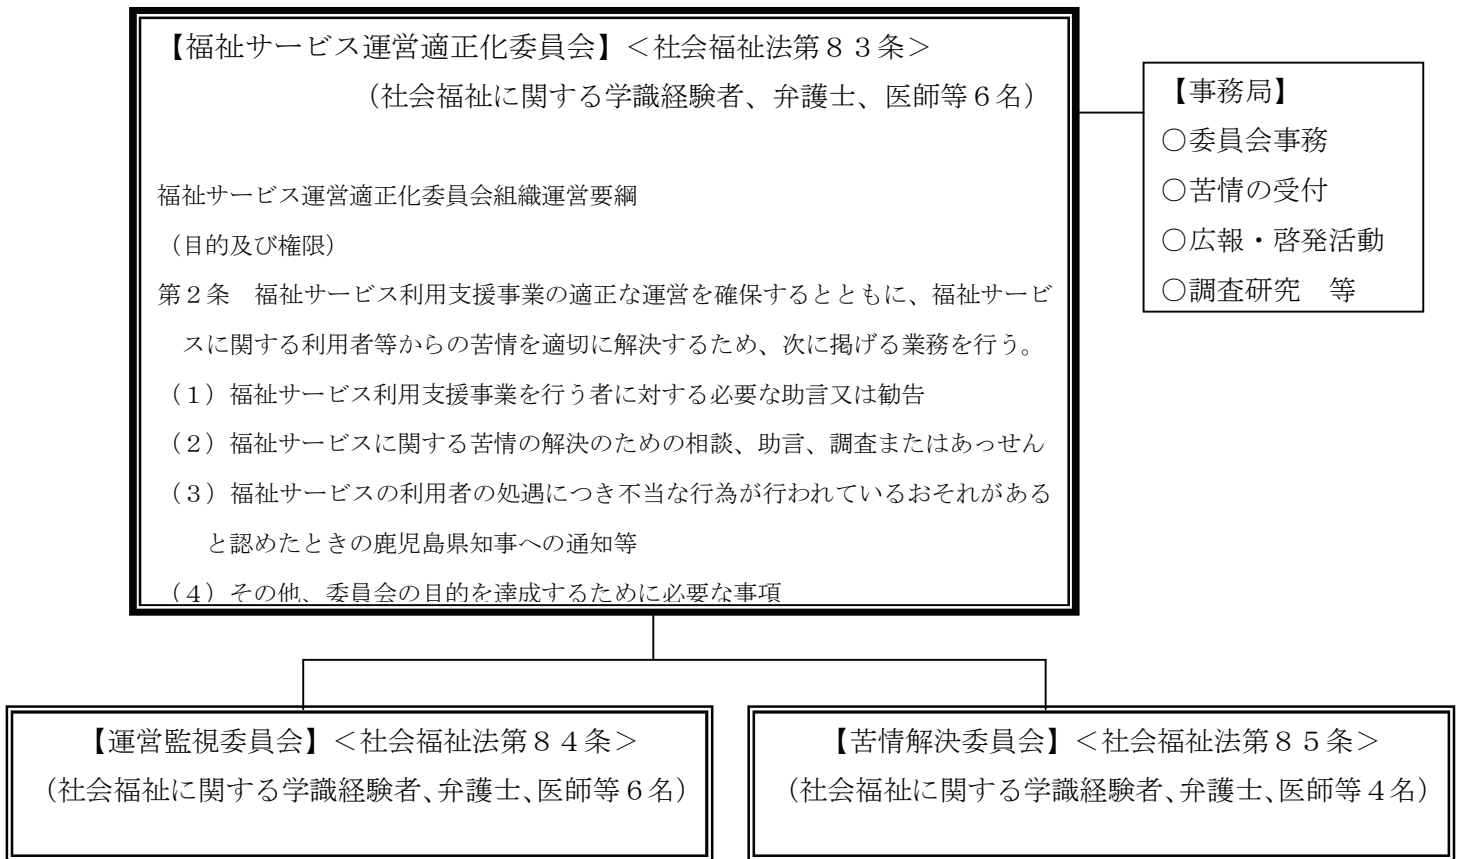 【福祉サービス運営適正化委員会】＜社会福祉法第８３条＞
（社会福祉に関する学識経験者、弁護士、医師等６名）
福祉サービス運営適正化委員会組織運営要綱
（目的及び権限）
第２条　福祉サービス利用支援事業の適正な運営を確保するとともに、福祉サービ
スに関する利用者等からの苦情を適切に解決するため、次に掲げる業務を行う。
（１）福祉サービス利用支援事業を行う者に対する必要な助言又は勧告
（２）福祉サービスに関する苦情の解決のための相談、助言、調査またはあっせん
（３）福祉サービスの利用者の処遇につき不当な行為が行われているおそれがある
と認めたときの鹿児島県知事への通知等
（４）その他、委員会の目的を達成するために必要な事項
【事務局】
○委員会事務
○苦情の受付
○広報・啓発活動
○調査研究　等
【運営監視委員会】＜社会福祉法第８４条＞
（社会福祉に関する学識経験者、弁護士、医師等６名）
【苦情解決委員会】＜社会福祉法第８５条＞
（社会福祉に関する学識経験者、弁護士、医師等４名）